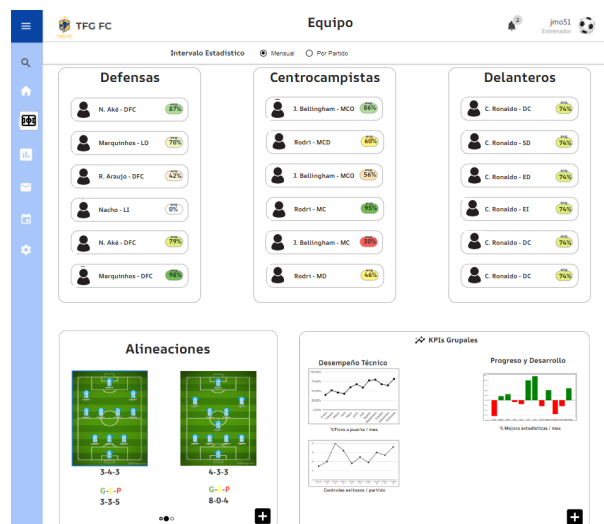 TFG FC
Equipo
2
jmo51
Entrenador
Intervalo Estadístico
Mensual
Por Partido
Defensas
N. Aké - DFC
87%
Marquinhos - LD
70%
R. Araujo - DFC
42%
Nacho - LI
0%
N. Aké - DFC
79%
Marquinhos - DFC
98%
Centrocampistas
J. Bellingham - MCO
86%
Rodri - MCD
60%
J. Bellingham - MCO
56%
Rodri - MC
95%
J. Bellingham - MC
30%
Rodri - MD
46%
Delanteros
C. Ronaldo - DC
74%
C. Ronaldo - SD
74%
C. Ronaldo - ED
74%
C. Ronaldo - EI
74%
C. Ronaldo - DC
74%
C. Ronaldo - DC
74%
Alineaciones
3-4-3
G-E-P
3-3-5
4-3-3
G-E-P
8-0-4
KPIs Grupales
Desempeño Técnico
%Tiros a puerta / mes
Controles exitosos / partido
Progreso y Desarrollo
% Mejora estadísticas / mes